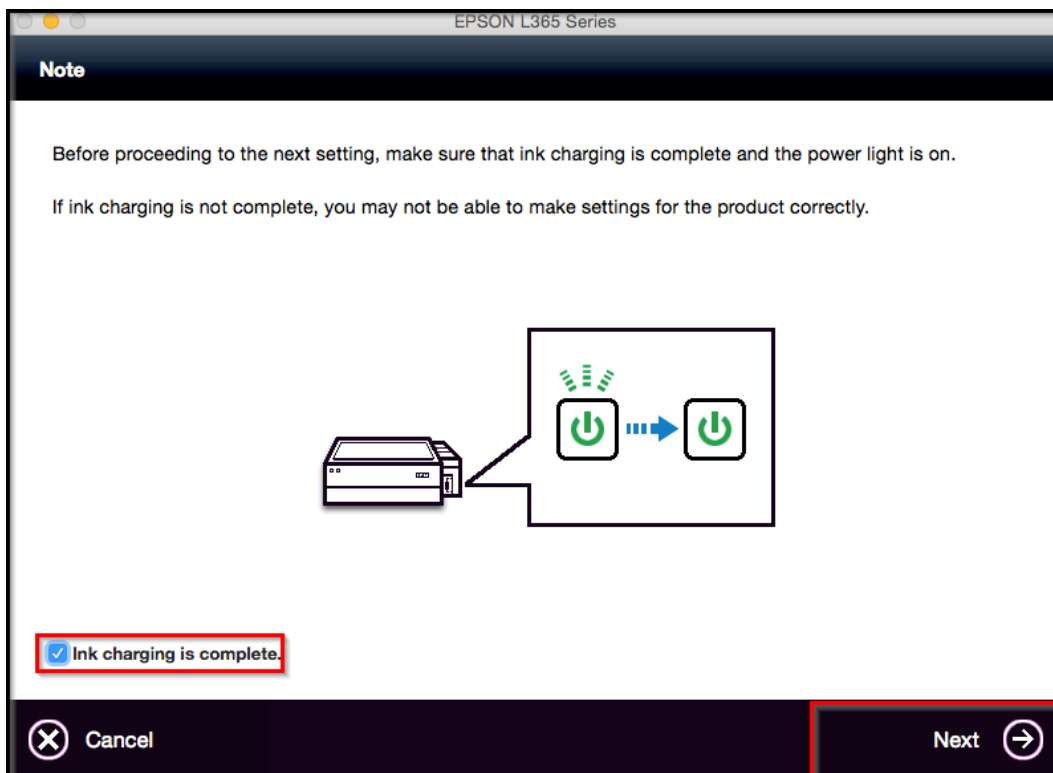 EPSON L365 Series
Note
Before proceeding to the next setting, make sure that ink charging is complete and the power light is on.
If ink charging is not complete, you may not be able to make settings for the product correctly.
Ink charging is complete.
Cancel
Next